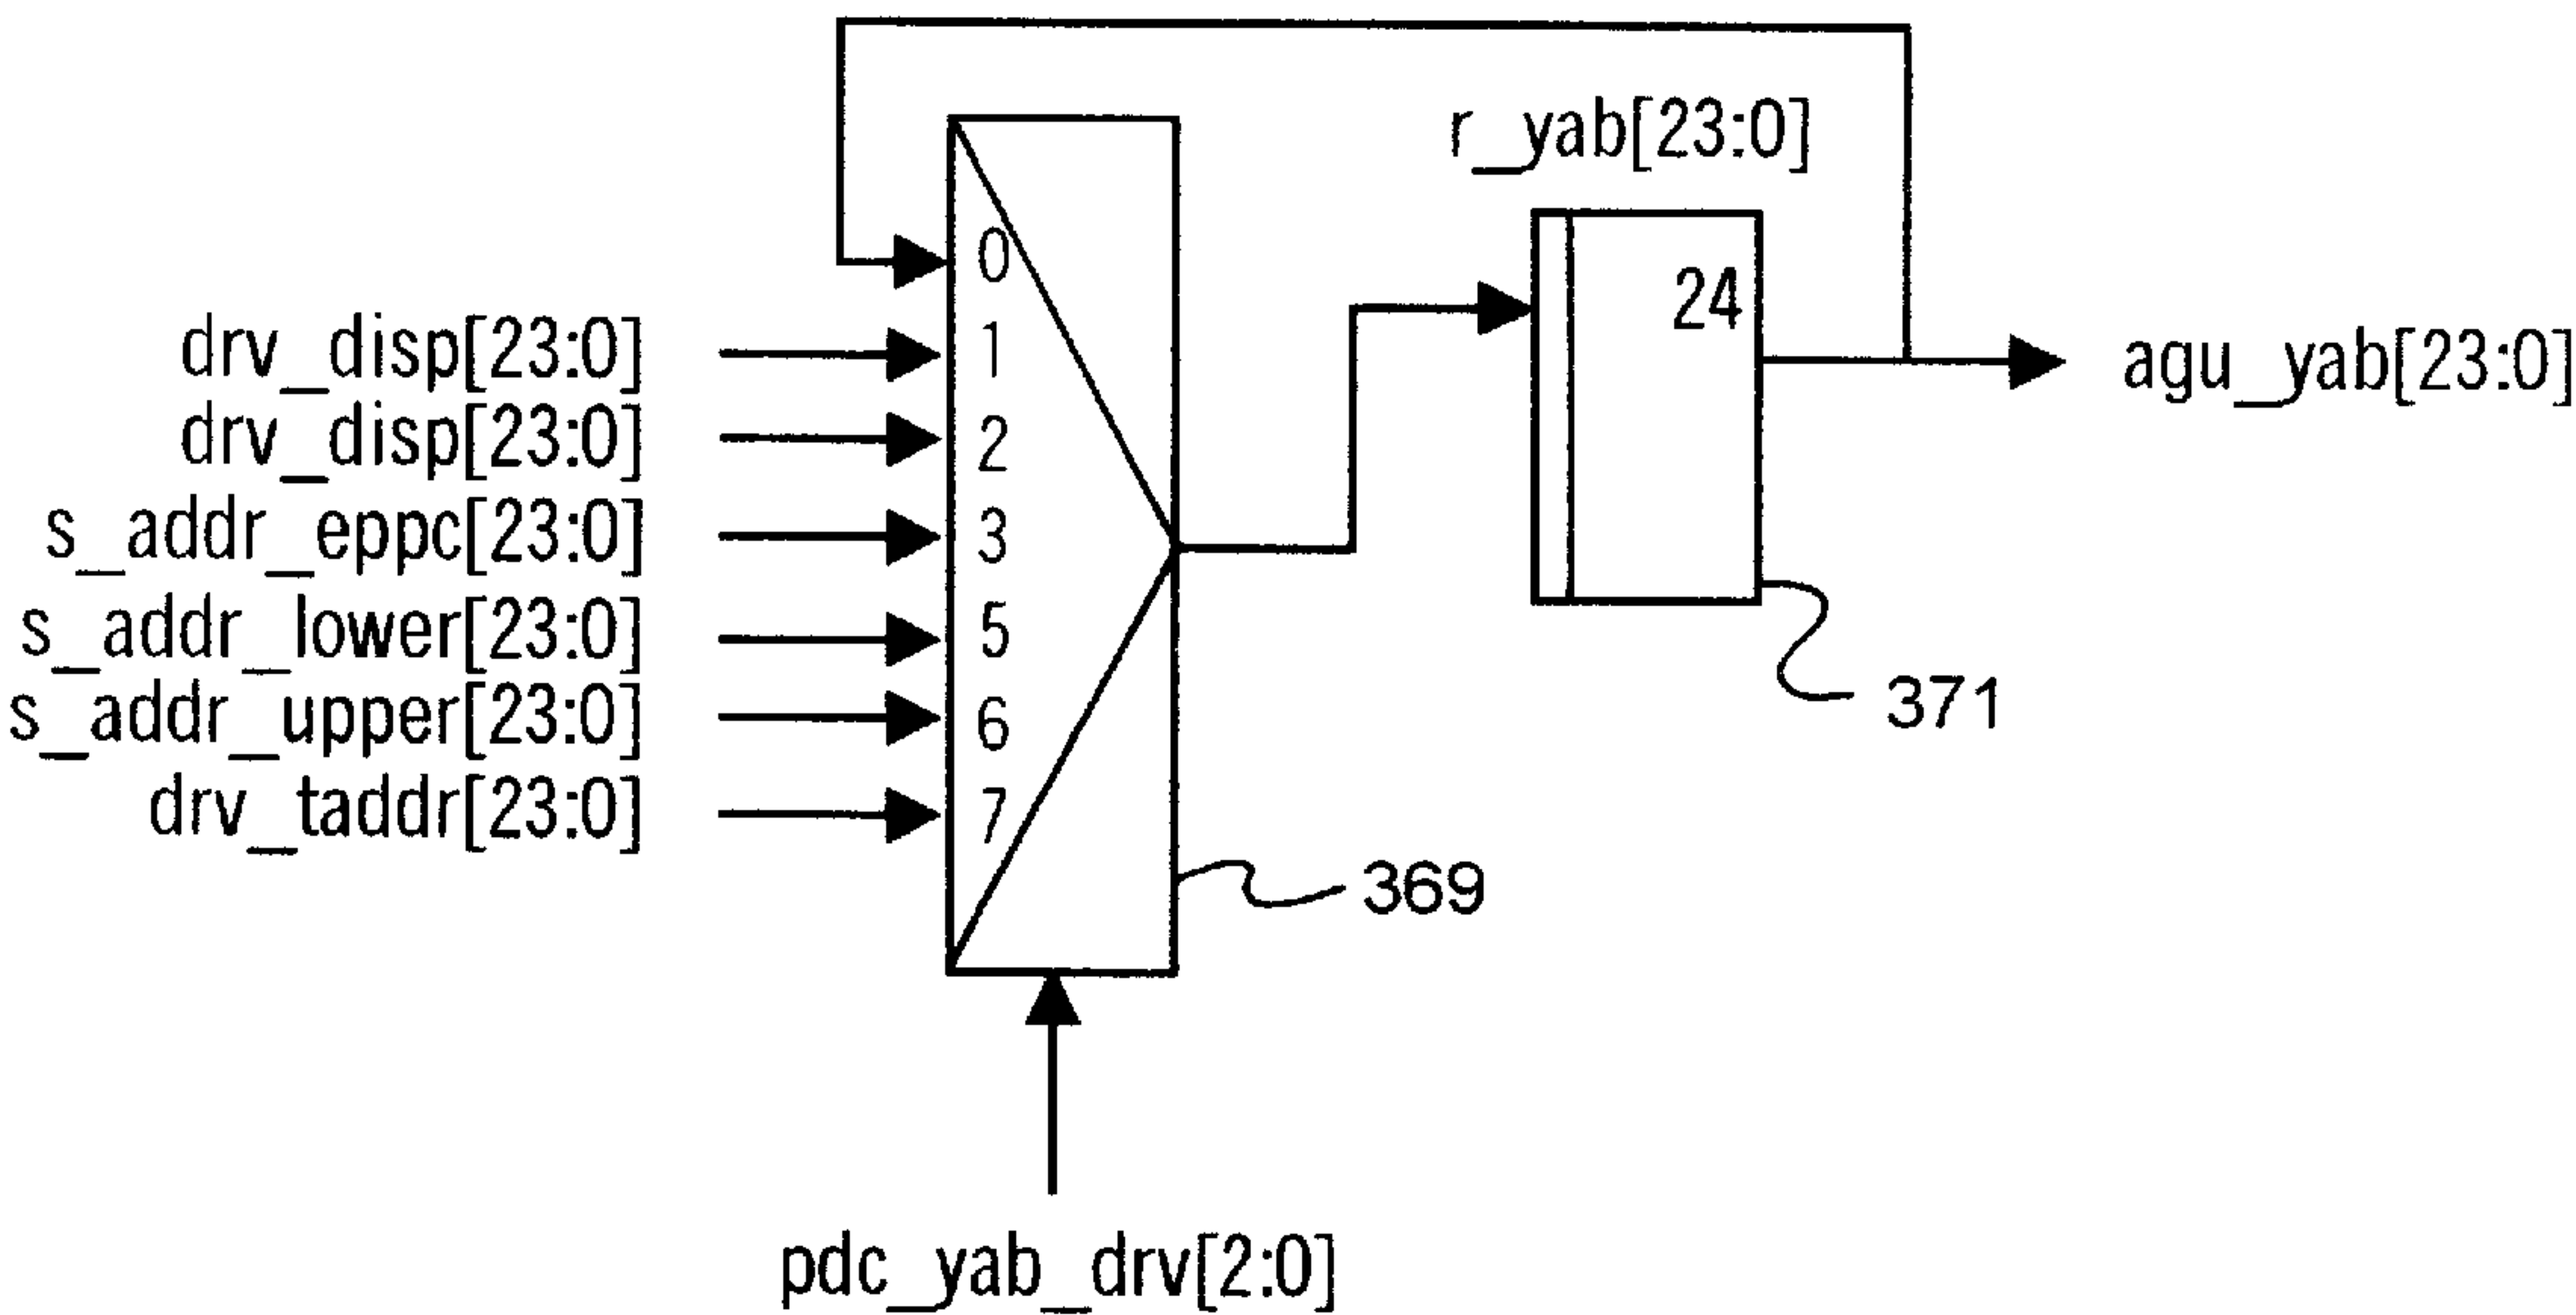 r_yab[23:0]
0
24
drv_disp[23:0]
1
agu_yab[23:0]
drv_disp[23:0]
2
s_addr_eppc[23:0]
3
s_addr_lower[23:0]
5
s_addr_upper[23:0]
6
371
drv_taddr[23:0]
7
369
pdc_yab_drv[2:0]